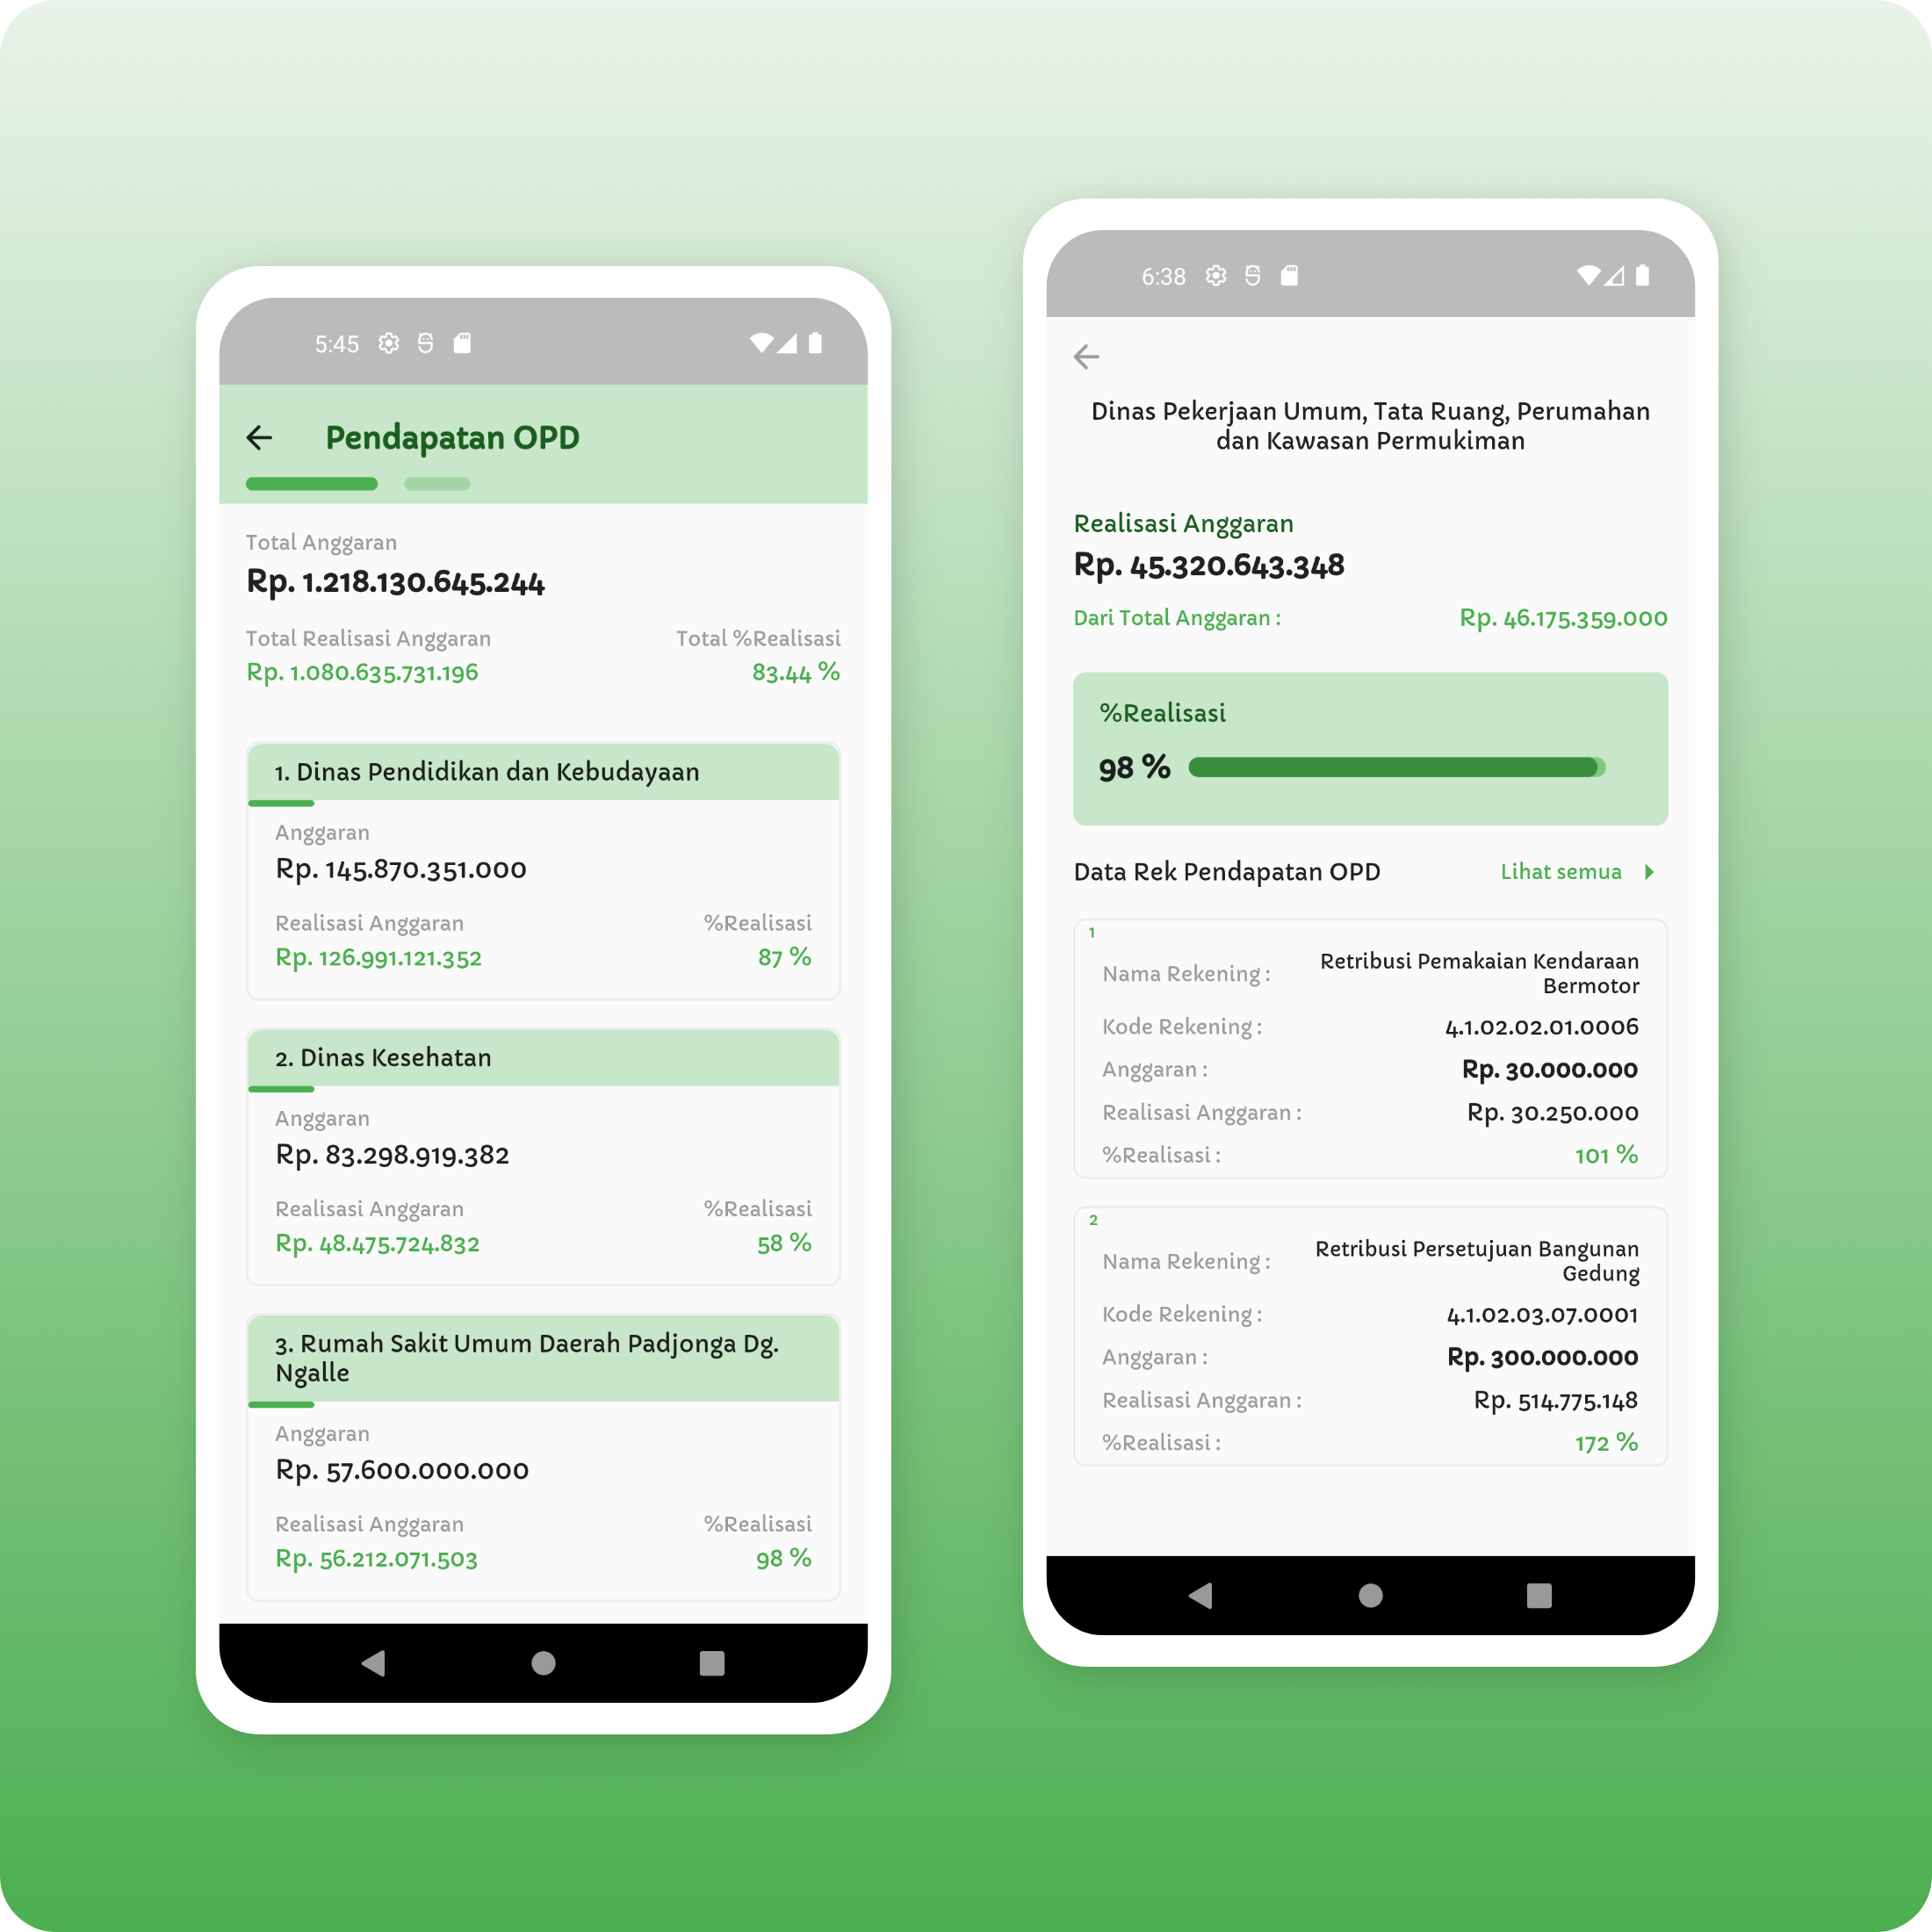 5:45
Pendapatan OPD
Total Anggaran
Rp. 1.218.130.645.244
Total Realisasi Anggaran Total %Realisasi
Rp. 1.080.635.731.196 83.44 %
1. Dinas Pendidikan dan Kebudayaan
Anggaran
Rp. 145.870.351.000
Realisasi Anggaran %Realisasi
Rp. 126.991.121.352 87 %
2. Dinas Kesehatan
Anggaran
Rp. 83.298.919.382
Realisasi Anggaran %Realisasi
Rp. 48.475.724.832 58 %
3. Rumah Sakit Umum Daerah Padjonga Dg.
Ngalle
Anggaran
Rp. 57.600.000.000
Realisasi Anggaran %Realisasi
Rp. 56.212.071.503 98 %
6:38
Dinas Pekerjaan Umum, Tata Ruang, Perumahan
dan Kawasan Permukiman
Realisasi Anggaran
Rp. 45.320.643.348
Dari Total Anggaran : Rp. 46.175.359.000
%Realisasi
98 %
Data Rek Pendapatan OPD Lihat semua
1
Nama Rekening : Retribusi Pemakaian Kendaraan
Bermotor
Kode Rekening : 4.1.02.02.01.0006
Anggaran : Rp. 30.000.000
Realisasi Anggaran : Rp. 30.250.000
%Realisasi : 101 %
2
Nama Rekening : Retribusi Persetujuan Bangunan
Gedung
Kode Rekening : 4.1.02.03.07.0001
Anggaran : Rp. 300.000.000
Realisasi Anggaran : Rp. 514.775.148
%Realisasi : 172 %